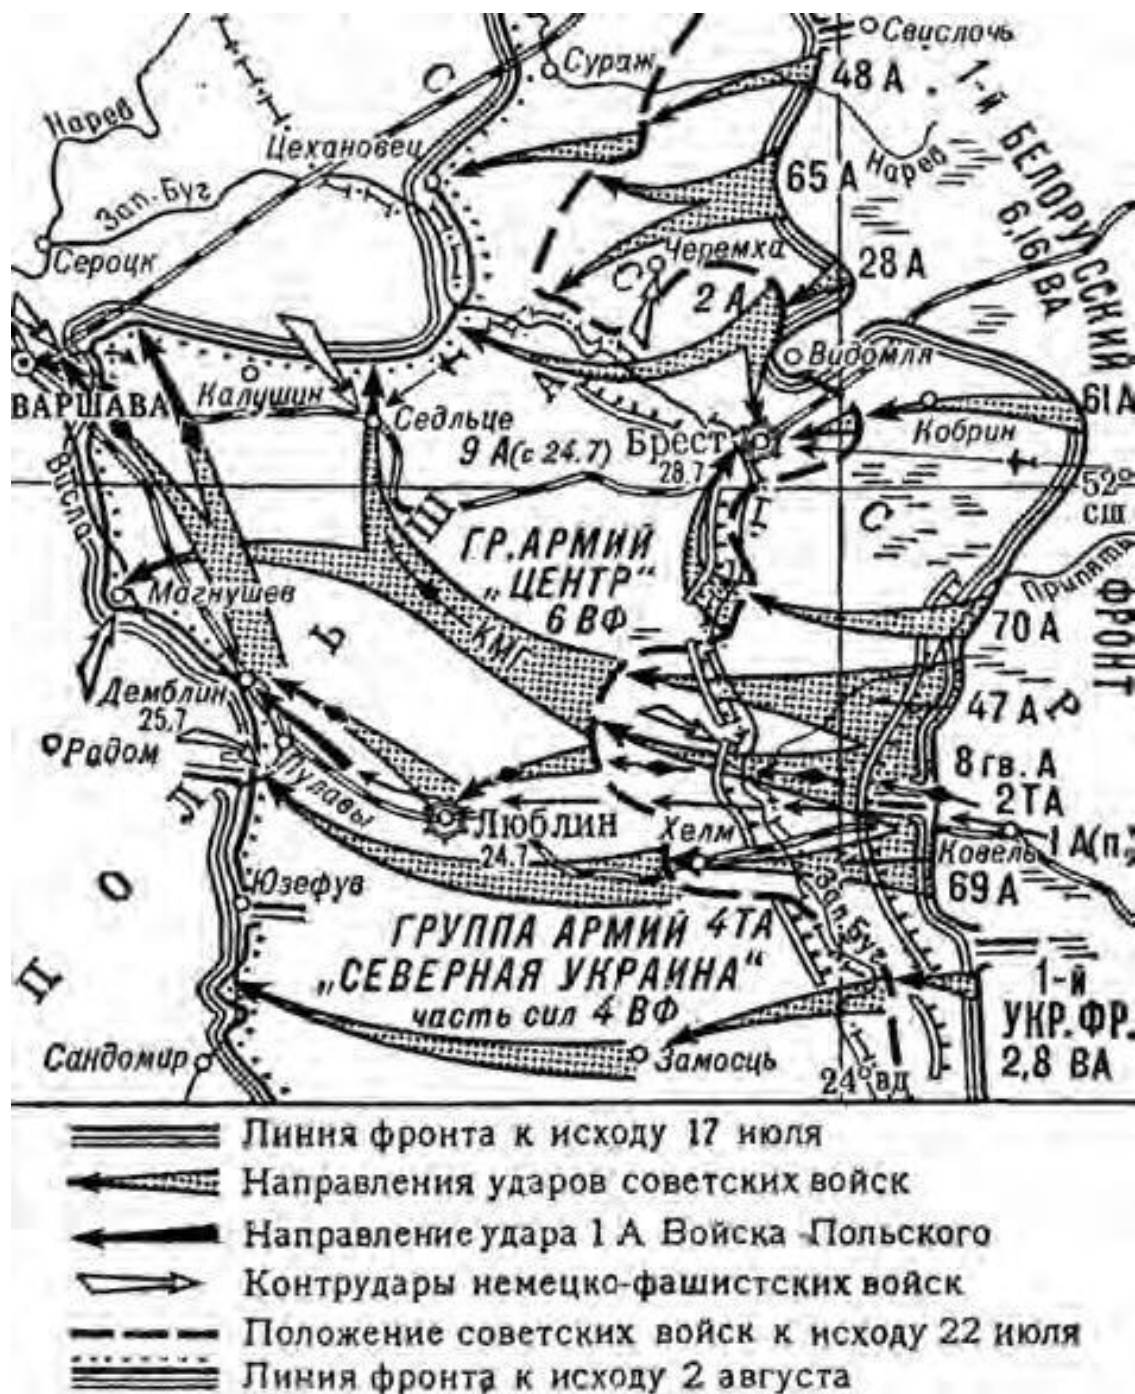 Свислочь
Сураж
48 А
1-й БЕЛОРУССКИЙ ФРОНТ
6,16 ВА
Нарев
Цехановец
Нарев
65 А
Зап. Буг
Сероцк
Черемха
28 А
2 А
Видомля
ВАРШАВА
Калушин
Седльце
61 А
Кобрин
9 А (с 24.7)
Брест
28.7
Висла
52°
сш
ГР. АРМИЙ
„ЦЕНТР“
6 ВФ
Припять
Магнушев
КМГ
70 А
Демблин
25.7
47 А
Радом
8 гв. А
2 ТА
Пулавы
Люблин
24.7
Хелм
Ковель
1 А (п)
69 А
Юзефув
Зап. Буг
ГРУППА АРМИЙ 4 ТА
„СЕВЕРНАЯ УКРАИНА“
часть сил 4 ВФ
1-й
УКР. ФР.
2,8 ВА
Сандомир
Замосць
24° вд
П О Л Ь Ш А
С С С Р
Линия фронта к исходу 17 июля
Направления ударов советских войск
Направление удара 1 А Войска Польского
Контрудары немецко-фашистских войск
Положение советских войск к исходу 22 июля
Линия фронта к исходу 2 августа